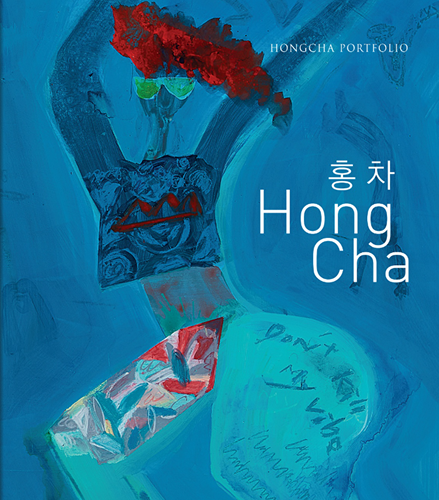 HONGCHA PORTFOLIO
홍 차
Hong
Cha
Don't kill
my vibe